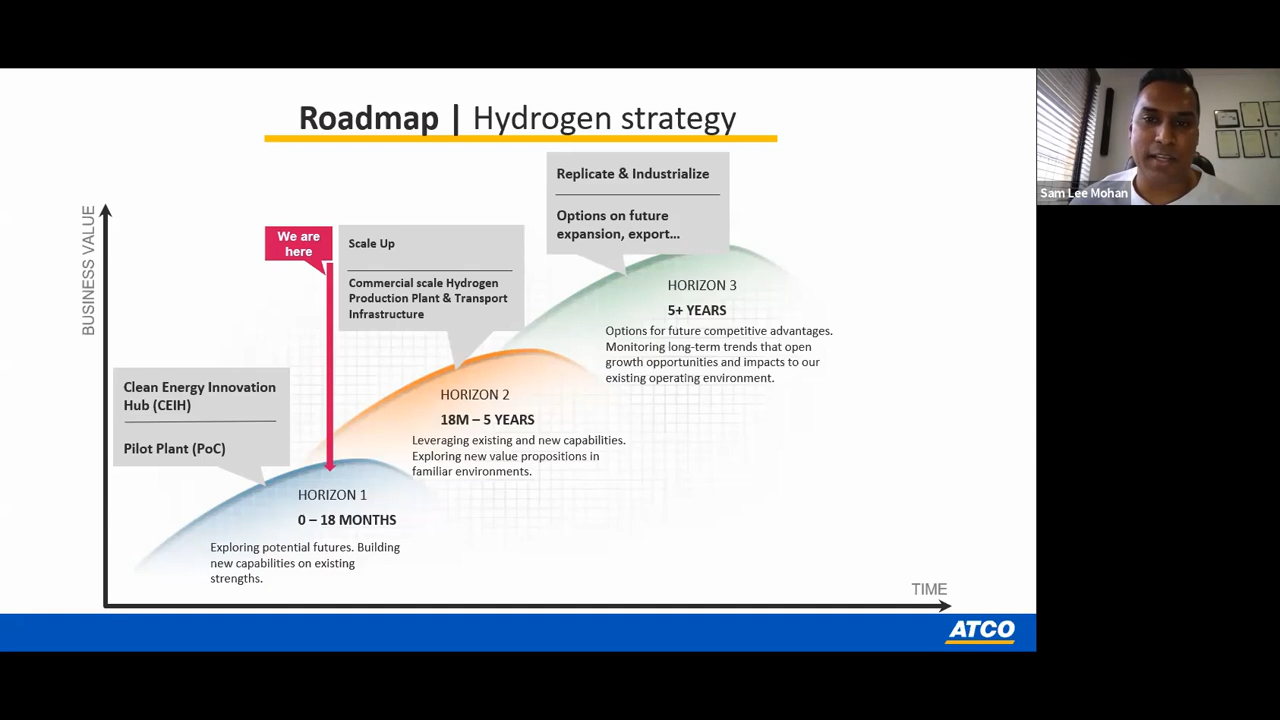 Roadmap | Hydrogen strategy
Sam Lee Mohan
BUSINESS VALUE
Replicate & Industrialize
Options on future
expansion, export...
We are
here
Scale Up
Commercial scale Hydrogen
Production Plant & Transport
Infrastructure
HORIZON 3
5+ YEARS
Options for future competitive advantages.
Monitoring long-term trends that open
growth opportunities and impacts to our
existing operating environment.
Clean Energy Innovation
Hub (CEIH)
Pilot Plant (PoC)
HORIZON 2
18M – 5 YEARS
Leveraging existing and new capabilities.
Exploring new value propositions in
familiar environments.
HORIZON 1
0 – 18 MONTHS
Exploring potential futures. Building
new capabilities on existing
strengths.
TIME
ATCO